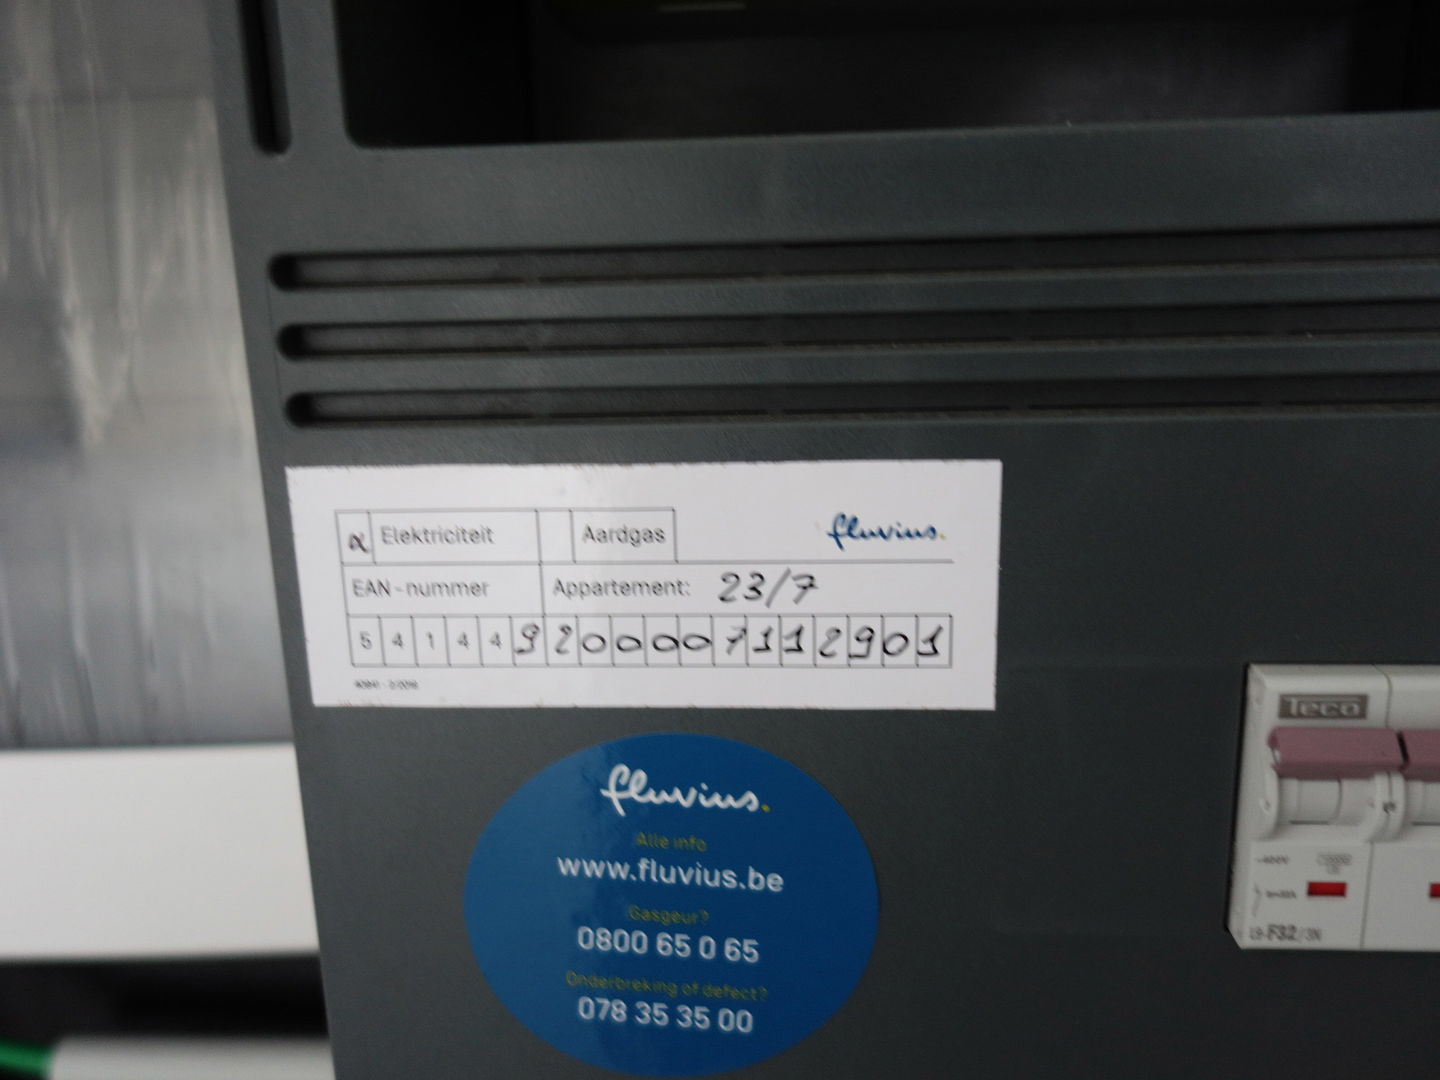 α Elektriciteit Aardgas fluvius.
EAN-nummer Appartement: 23/7
5 4 1 4 4 9 2 0 0 0 0 7 1 1 2 9 0 1
fluvius.
Alle info
www.fluvius.be
Gasgeur?
0800 65 0 65
Onderbreking of defect?
078 35 35 00
Teco
F32/3N